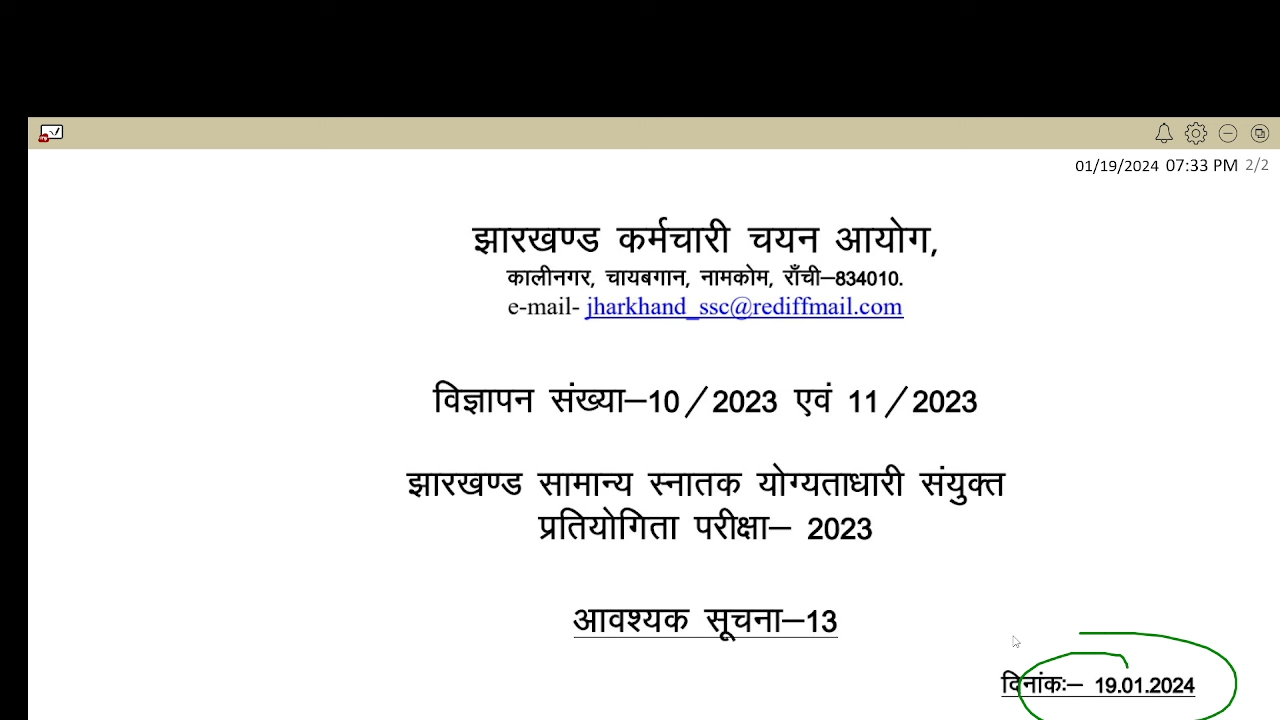 01/19/2024 07:33 PM 2/2
झारखण्ड कर्मचारी चयन आयोग,
कालीनगर, चायबगान, नामकोम, राँची–834010.
e-mail- jharkhand_ssc@rediffmail.com
विज्ञापन संख्या–10/2023 एवं 11/2023
झारखण्ड सामान्य स्नातक योग्यताधारी संयुक्त
प्रतियोगिता परीक्षा– 2023
आवश्यक सूचना–13
दिनांकः– 19.01.2024